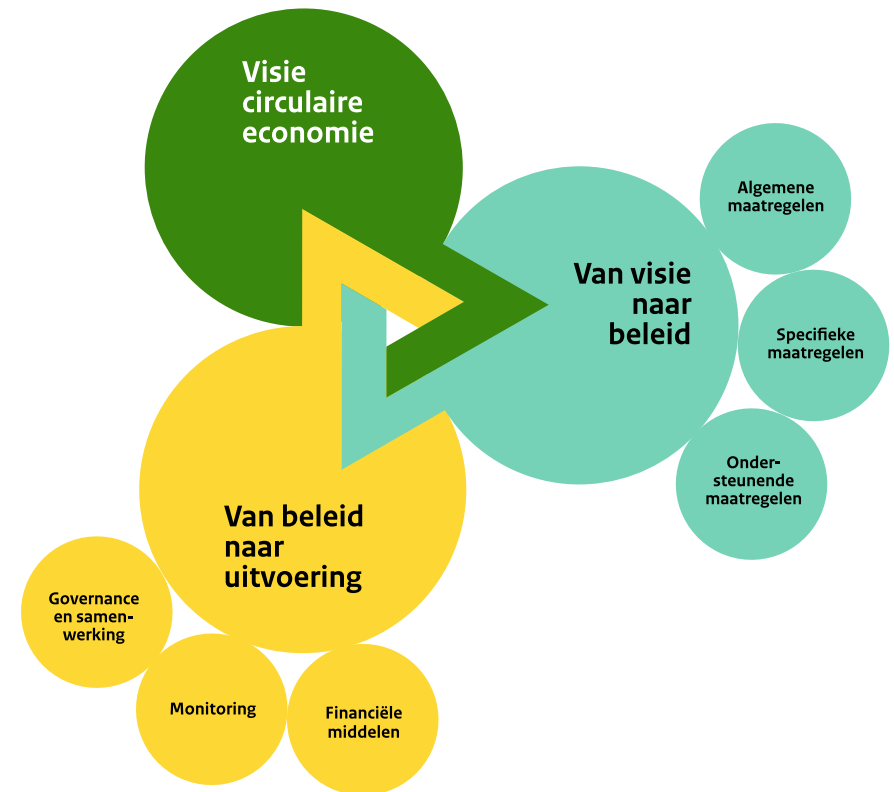 Visie
circulaire
economie
Van visie
naar
beleid
Algemene
maatregelen
Specifieke
maatregelen
Onder-
steunende
maatregelen
Van beleid
naar
uitvoering
Governance
en samen-
werking
Monitoring
Financiële
middelen